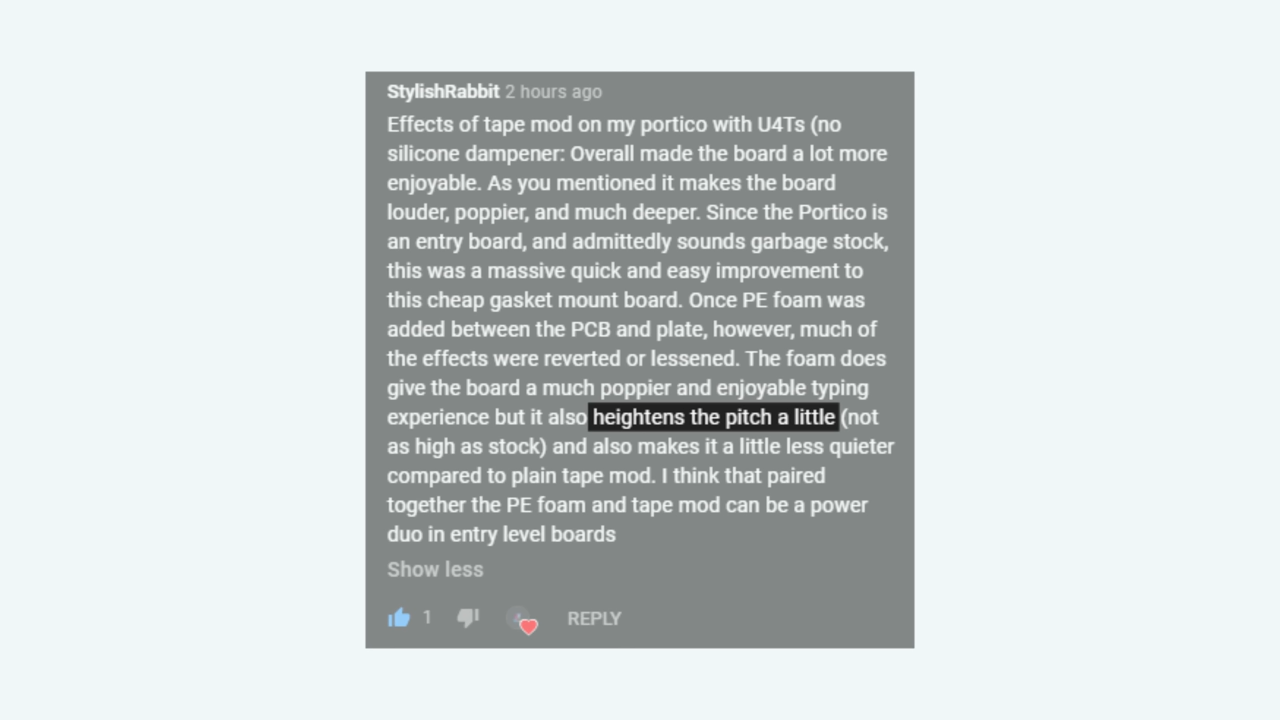 StylishRabbit 2 hours ago
Effects of tape mod on my portico with U4Ts (no
silicone dampener: Overall made the board a lot more
enjoyable. As you mentioned it makes the board
louder, poppier, and much deeper. Since the Portico is
an entry board, and admittedly sounds garbage stock,
this was a massive quick and easy improvement to
this cheap gasket mount board. Once PE foam was
added between the PCB and plate, however, much of
the effects were reverted or lessened. The foam does
give the board a much poppier and enjoyable typing
experience but it also heightens the pitch a little (not
as high as stock) and also makes it a little less quieter
compared to plain tape mod. I think that paired
together the PE foam and tape mod can be a power
duo in entry level boards
Show less
1 REPLY